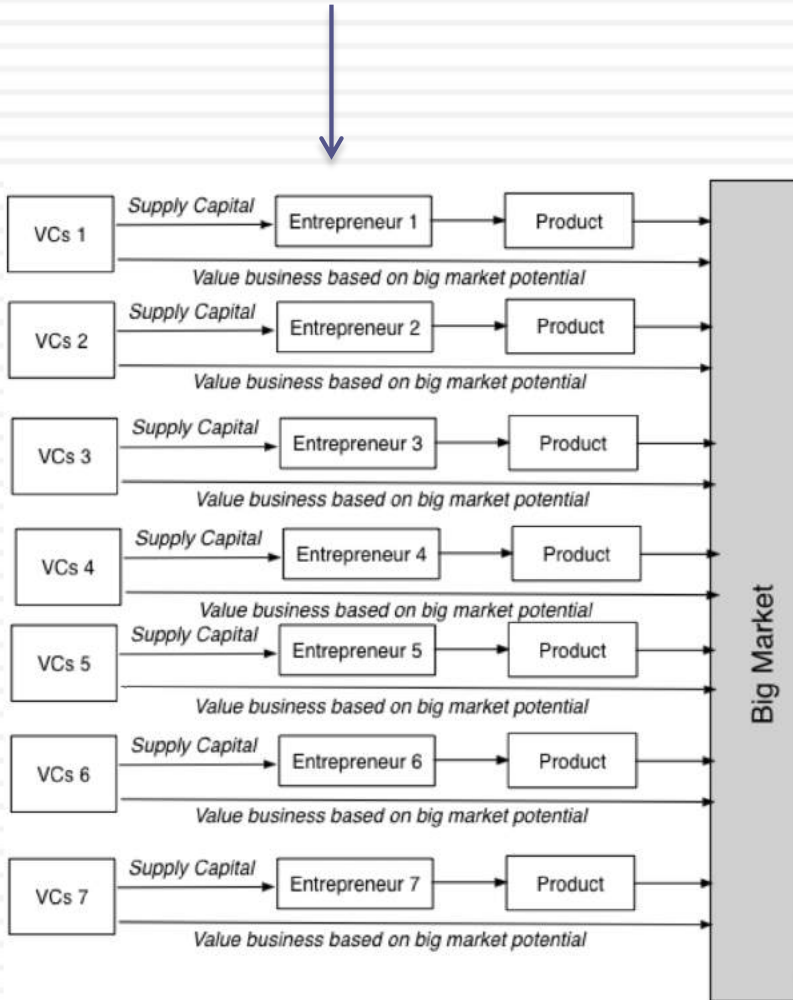 Supply Capital
VCs 1
Entrepreneur 1
Product
Value business based on big market potential
Supply Capital
VCs 2
Entrepreneur 2
Product
Value business based on big market potential
Supply Capital
VCs 3
Entrepreneur 3
Product
Value business based on big market potential
Supply Capital
VCs 4
Entrepreneur 4
Product
Value business based on big market potential
Supply Capital
VCs 5
Entrepreneur 5
Product
Value business based on big market potential
Supply Capital
VCs 6
Entrepreneur 6
Product
Value business based on big market potential
Supply Capital
VCs 7
Entrepreneur 7
Product
Value business based on big market potential
Big Market